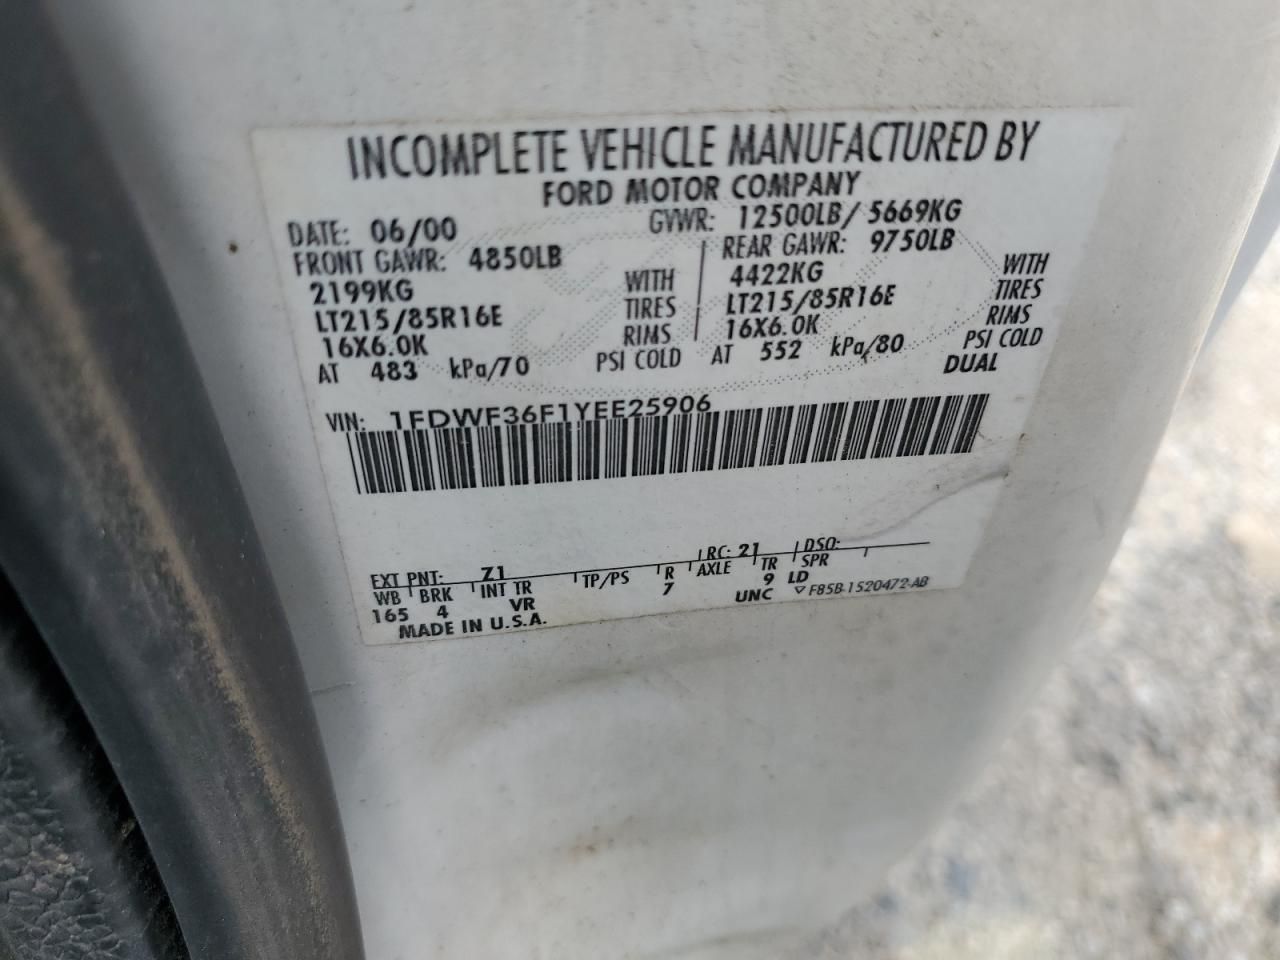 INCOMPLETE VEHICLE MANUFACTURED BY
FORD MOTOR COMPANY
DATE: 06/00 GVWR: 12500LB/ 5669KG
FRONT GAWR: 4850LB REAR GAWR: 9750LB
2199KG WITH 4422KG WITH
LT215/85R16E TIRES LT215/85R16E TIRES
16X6.0K RIMS 16X6.0K RIMS
AT 483 kPa/70 PSI COLD AT 552 kPa/80 PSI COLD
DUAL
VIN: 1FDWF36F1YEE25906
EXT PNT: Z1 RC: 21 DSO:
WB BRK INT TR TP/PS R AXLE TR SPR
165 4 VR 7 UNC 9 LD
MADE IN U.S.A. F85B-1520472-AB